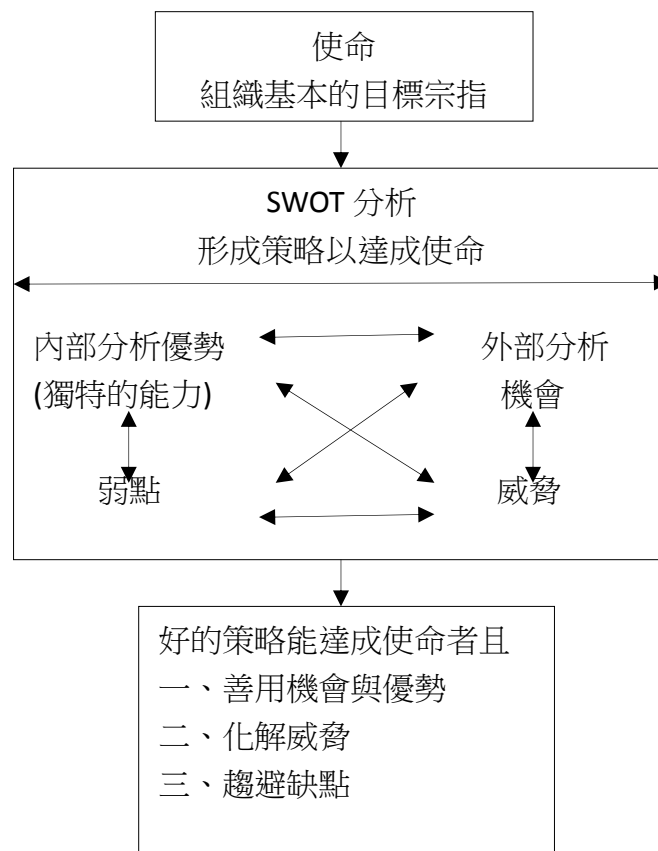 使命
組織基本的目標宗指
SWOT 分析
形成策略以達成使命
內部分析優勢
(獨特的能力)
弱點
外部分析
機會
威脅
好的策略能達成使命者且
一、善用機會與優勢
二、化解威脅
三、趨避缺點